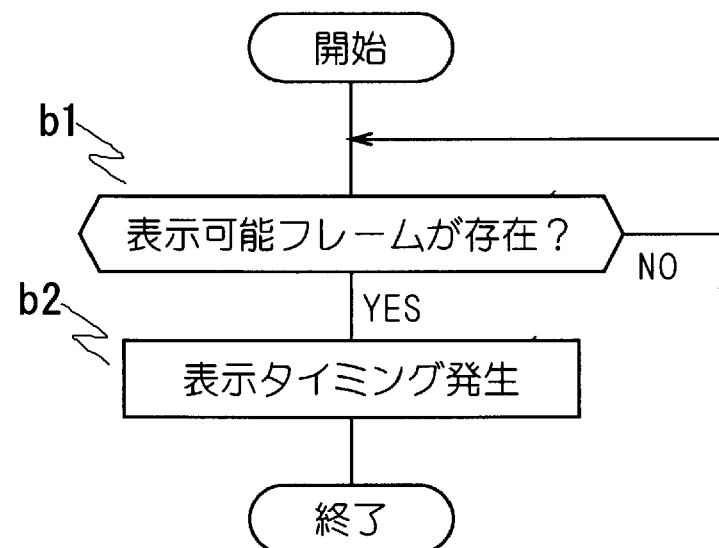 開始
b1
表示可能フレームが存在？
NO
YES
b2
表示タイミング発生
終了